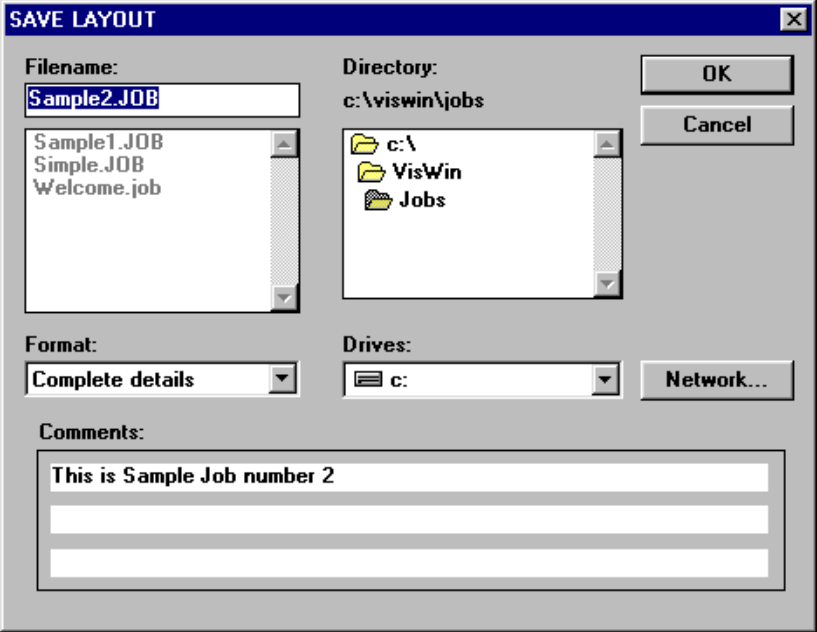 SAVE LAYOUT
Filename:
Sample2.JOB
Sample1.JOB
Simple.JOB
Welcome.job
Directory:
c:\viswin\jobs
c:\
VisWin
Jobs
OK
Cancel
Format:
Complete details
Drives:
c:
Network...
Comments:
This is Sample Job number 2